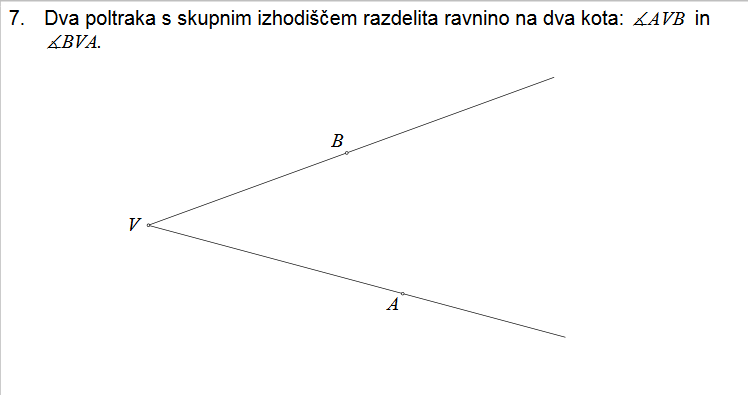 7. Dva poltraka s skupnim izhodiščem razdelita ravnino na dva kota: ∡AVB in
∡BVA.
B
V
A